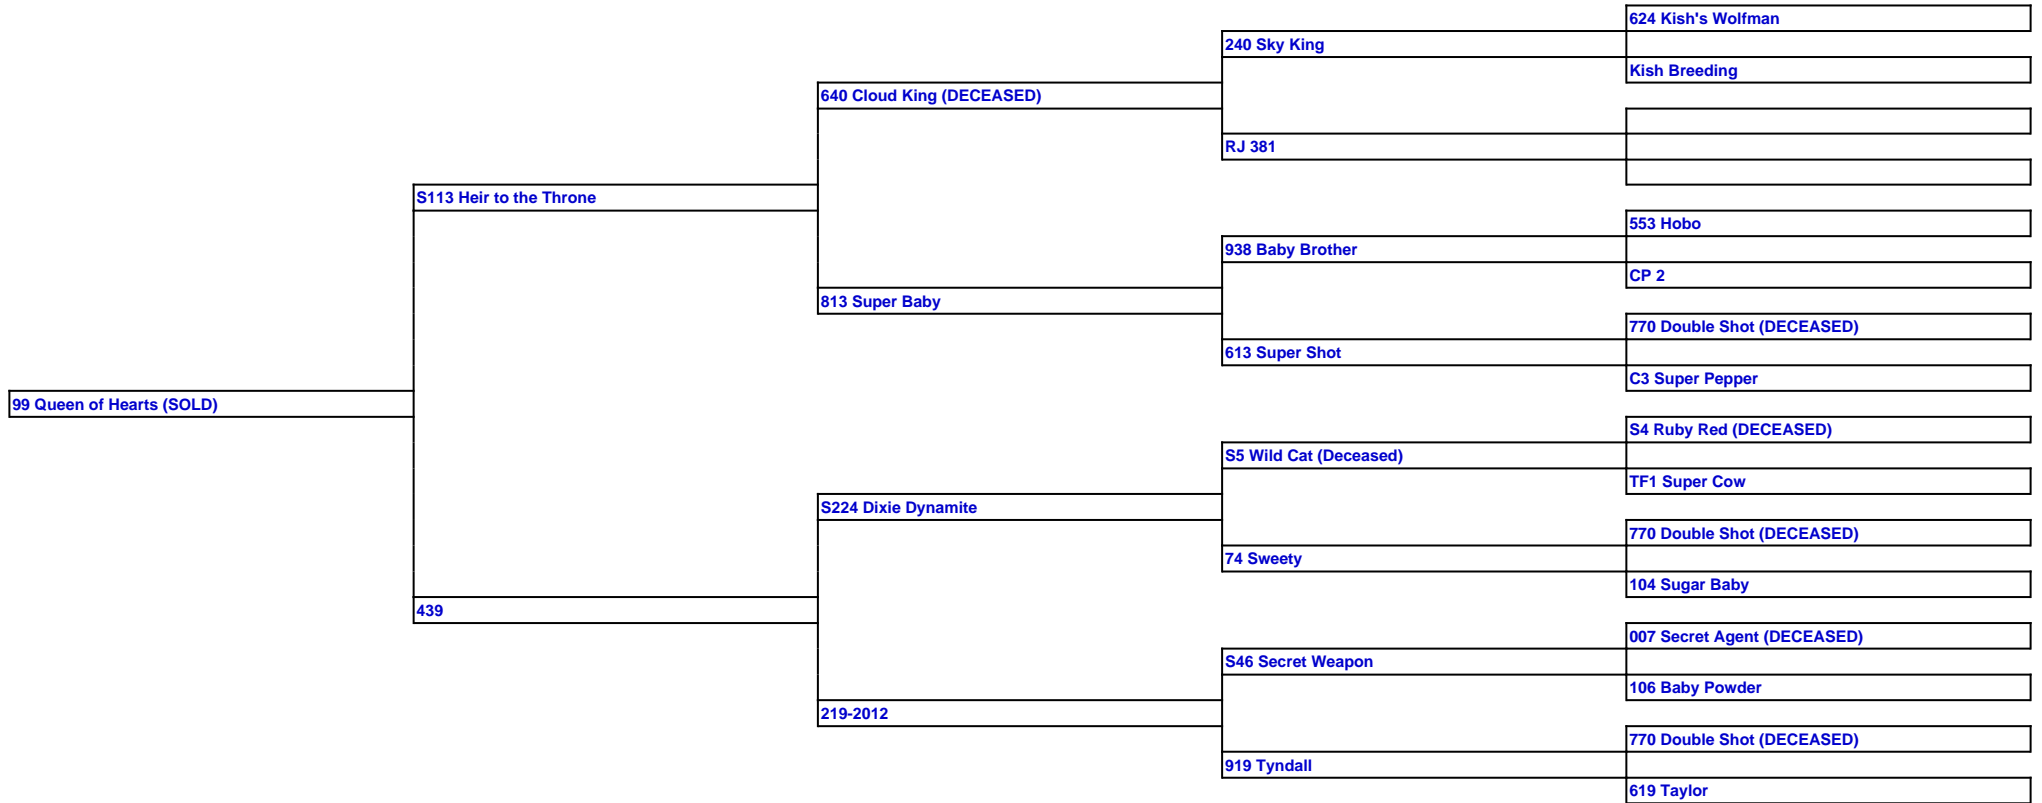 624 Kish's Wolfman
240 Sky King
Kish Breeding
640 Cloud King (DECEASED)
RJ 381
S113 Heir to the Throne
553 Hobo
938 Baby Brother
CP 2
813 Super Baby
770 Double Shot (DECEASED)
613 Super Shot
C3 Super Pepper
99 Queen of Hearts (SOLD)
S4 Ruby Red (DECEASED)
S5 Wild Cat (Deceased)
TF1 Super Cow
S224 Dixie Dynamite
770 Double Shot (DECEASED)
74 Sweety
104 Sugar Baby
439
007 Secret Agent (DECEASED)
S46 Secret Weapon
106 Baby Powder
219-2012
770 Double Shot (DECEASED)
919 Tyndall
619 Taylor